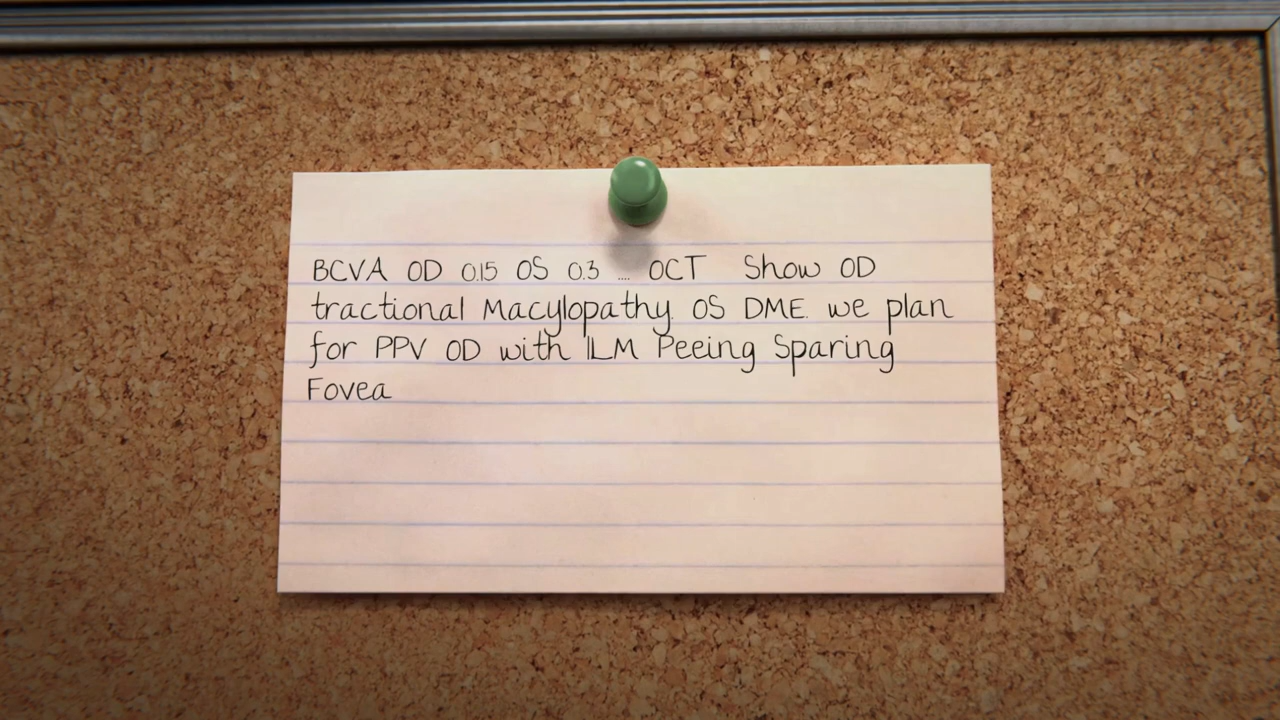 BCVA OD 0.15 OS 0.3 .... OCT Show OD
tractional Macylopathy. OS DME. we plan
for PPV OD with ILM Peeing Sparing
Fovea